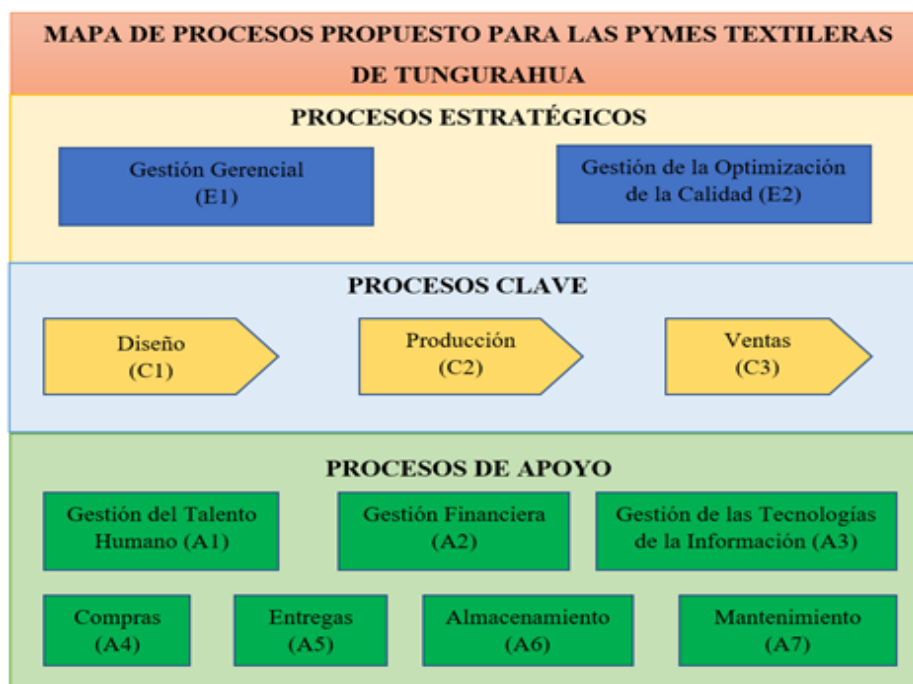 MAPA DE PROCESOS PROPUESTO PARA LAS PYMES TEXTILERAS
DE TUNGURAHUA
PROCESOS ESTRATÉGICOS
Gestión Gerencial
(E1)
Gestión de la Optimización
de la Calidad (E2)
PROCESOS CLAVE
Diseño
(C1)
Producción
(C2)
Ventas
(C3)
PROCESOS DE APOYO
Gestión del Talento
Humano (A1)
Gestión Financiera
(A2)
Gestión de las Tecnologías
de la Información (A3)
Compras
(A4)
Entregas
(A5)
Almacenamiento
(A6)
Mantenimiento
(A7)